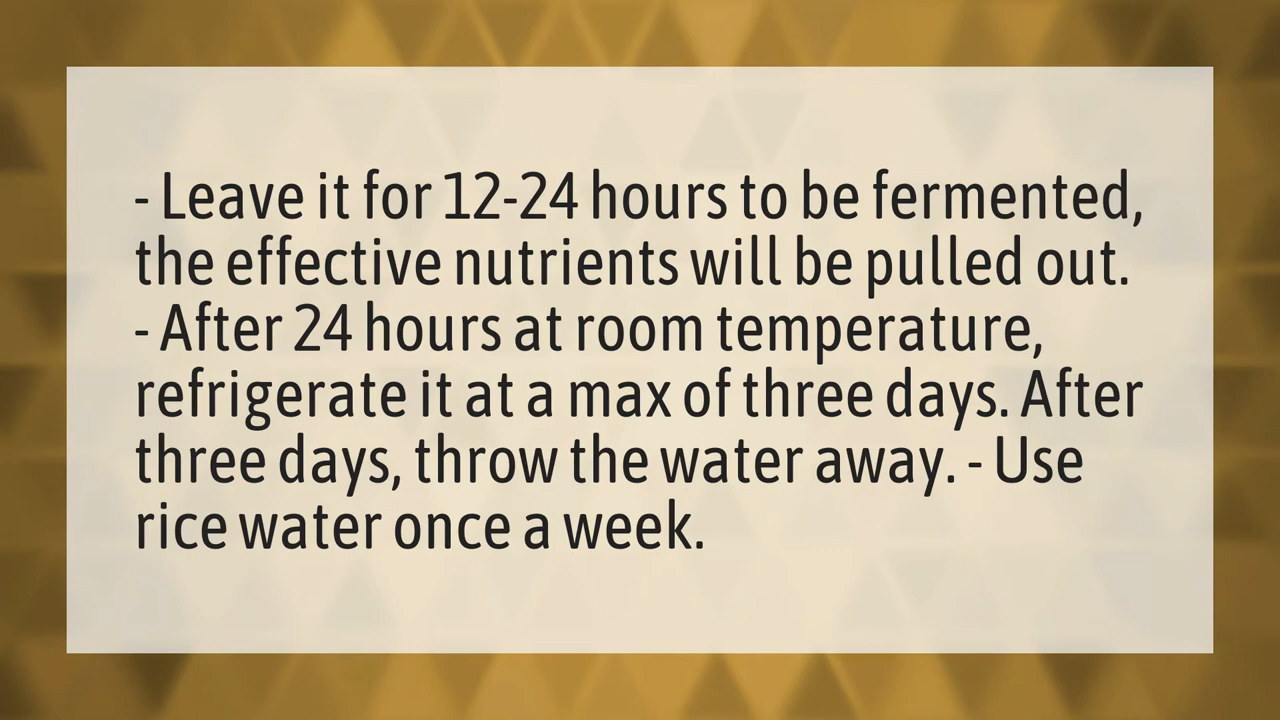 - Leave it for 12-24 hours to be fermented,
the effective nutrients will be pulled out.
- After 24 hours at room temperature,
refrigerate it at a max of three days. After
three days, throw the water away. - Use
rice water once a week.